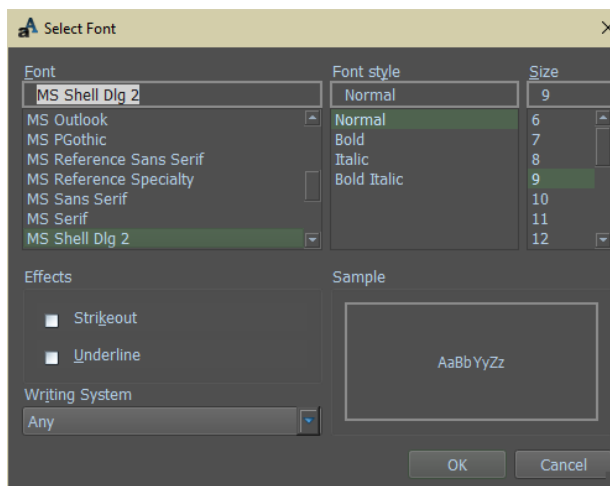 Select Font
Font
MS Shell Dlg 2
MS Outlook
MS PGothic
MS Reference Sans Serif
MS Reference Specialty
MS Sans Serif
MS Serif
MS Shell Dlg 2
Font style
Normal
Normal
Bold
Italic
Bold Italic
Size
9
6
7
8
9
10
11
12
Effects
Strikeout
Underline
Sample
AaBbYyZz
Writing System
Any
OK
Cancel